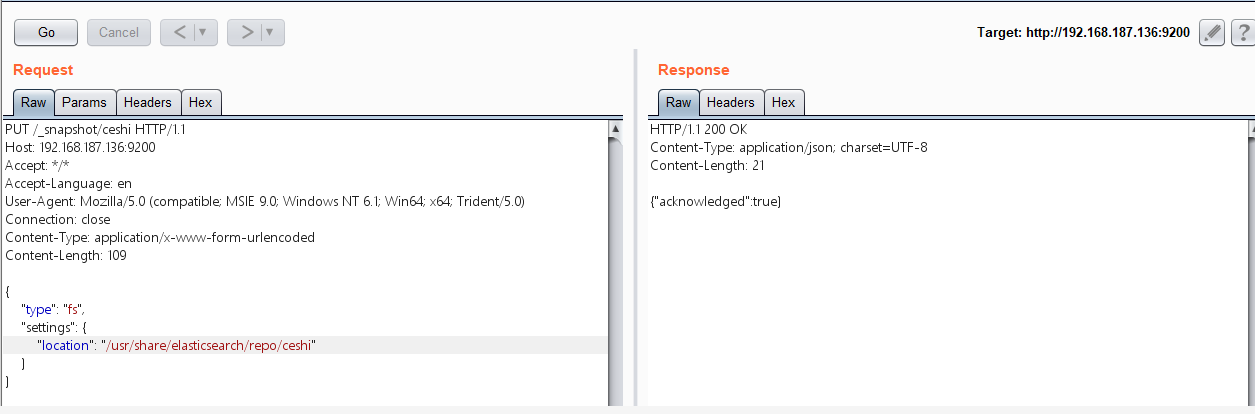 Go
Cancel
<
>
Target: http://192.168.187.136:9200
?
Request
Response
Raw
Params
Headers
Hex
Raw
Headers
Hex
PUT /_snapshot/ceshi HTTP/1.1
Host: 192.168.187.136:9200
Accept: */*
Accept-Language: en
User-Agent: Mozilla/5.0 (compatible; MSIE 9.0; Windows NT 6.1; Win64; x64; Trident/5.0)
Connection: close
Content-Type: application/x-www-form-urlencoded
Content-Length: 109
{
"type": "fs",
"settings": {
"location": "/usr/share/elasticsearch/repo/ceshi"
}
}
HTTP/1.1 200 OK
Content-Type: application/json; charset=UTF-8
Content-Length: 21
{"acknowledged":true}